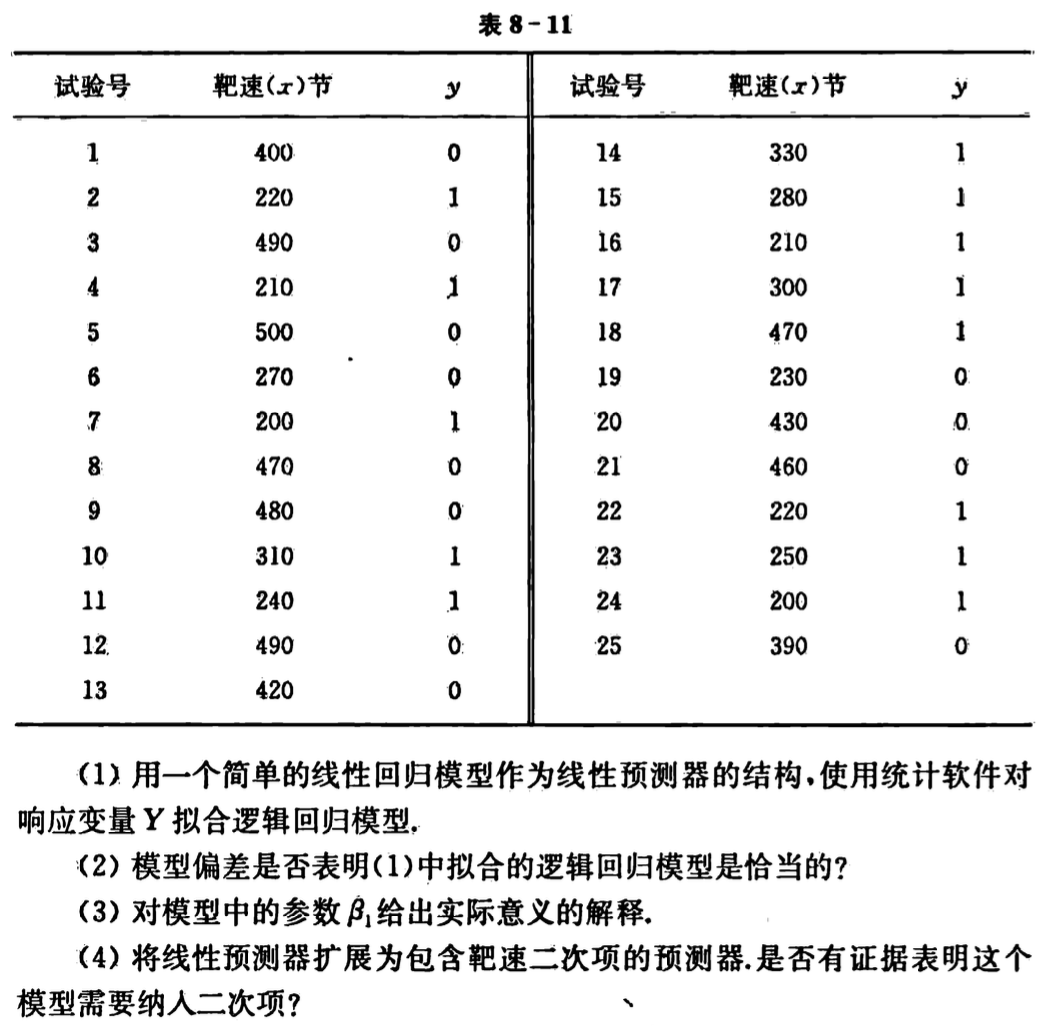 表 8-11
试验号 靶速(x)节 y 试验号 靶速(x)节 y
1 400 0 14 330 1
2 220 1 15 280 1
3 490 0 16 210 1
4 210 1 17 300 1
5 500 0 18 470 1
6 270 0 19 230 0
7 200 1 20 430 0
8 470 0 21 460 0
9 480 0 22 220 1
10 310 1 23 250 1
11 240 1 24 200 1
12 490 0 25 390 0
13 420 0
(1) 用一个简单的线性回归模型作为线性预测器的结构,使用统计软件对
响应变量 Y 拟合逻辑回归模型.
(2) 模型偏差是否表明(1)中拟合的逻辑回归模型是恰当的?
(3) 对模型中的参数 β₁ 给出实际意义的解释.
(4) 将线性预测器扩展为包含靶速二次项的预测器.是否有证据表明这个
模型需要纳入二次项?